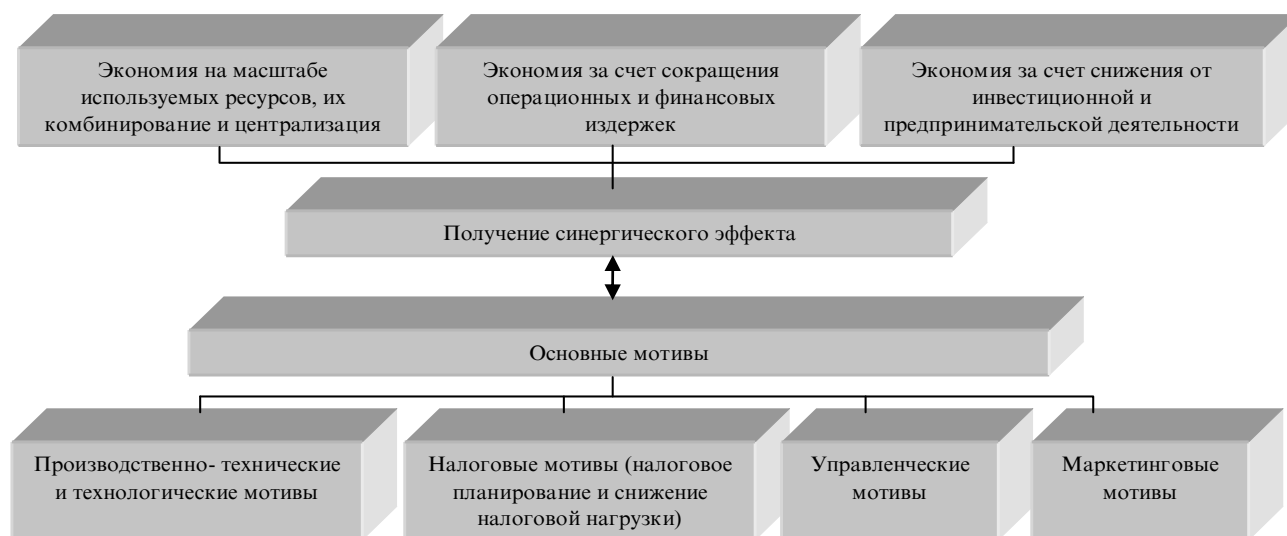 Экономия на масштабе
используемых ресурсов, их
комбинирование и централизация
Экономия за счет сокращения
операционных и финансовых
издержек
Экономия за счет снижения от
инвестиционной и
предпринимательской деятельности
Получение синергического эффекта
Основные мотивы
Производственно- технические
и технологические мотивы
Налоговые мотивы (налоговое
планирование и снижение
налоговой нагрузки)
Управленческие
мотивы
Маркетинговые
мотивы